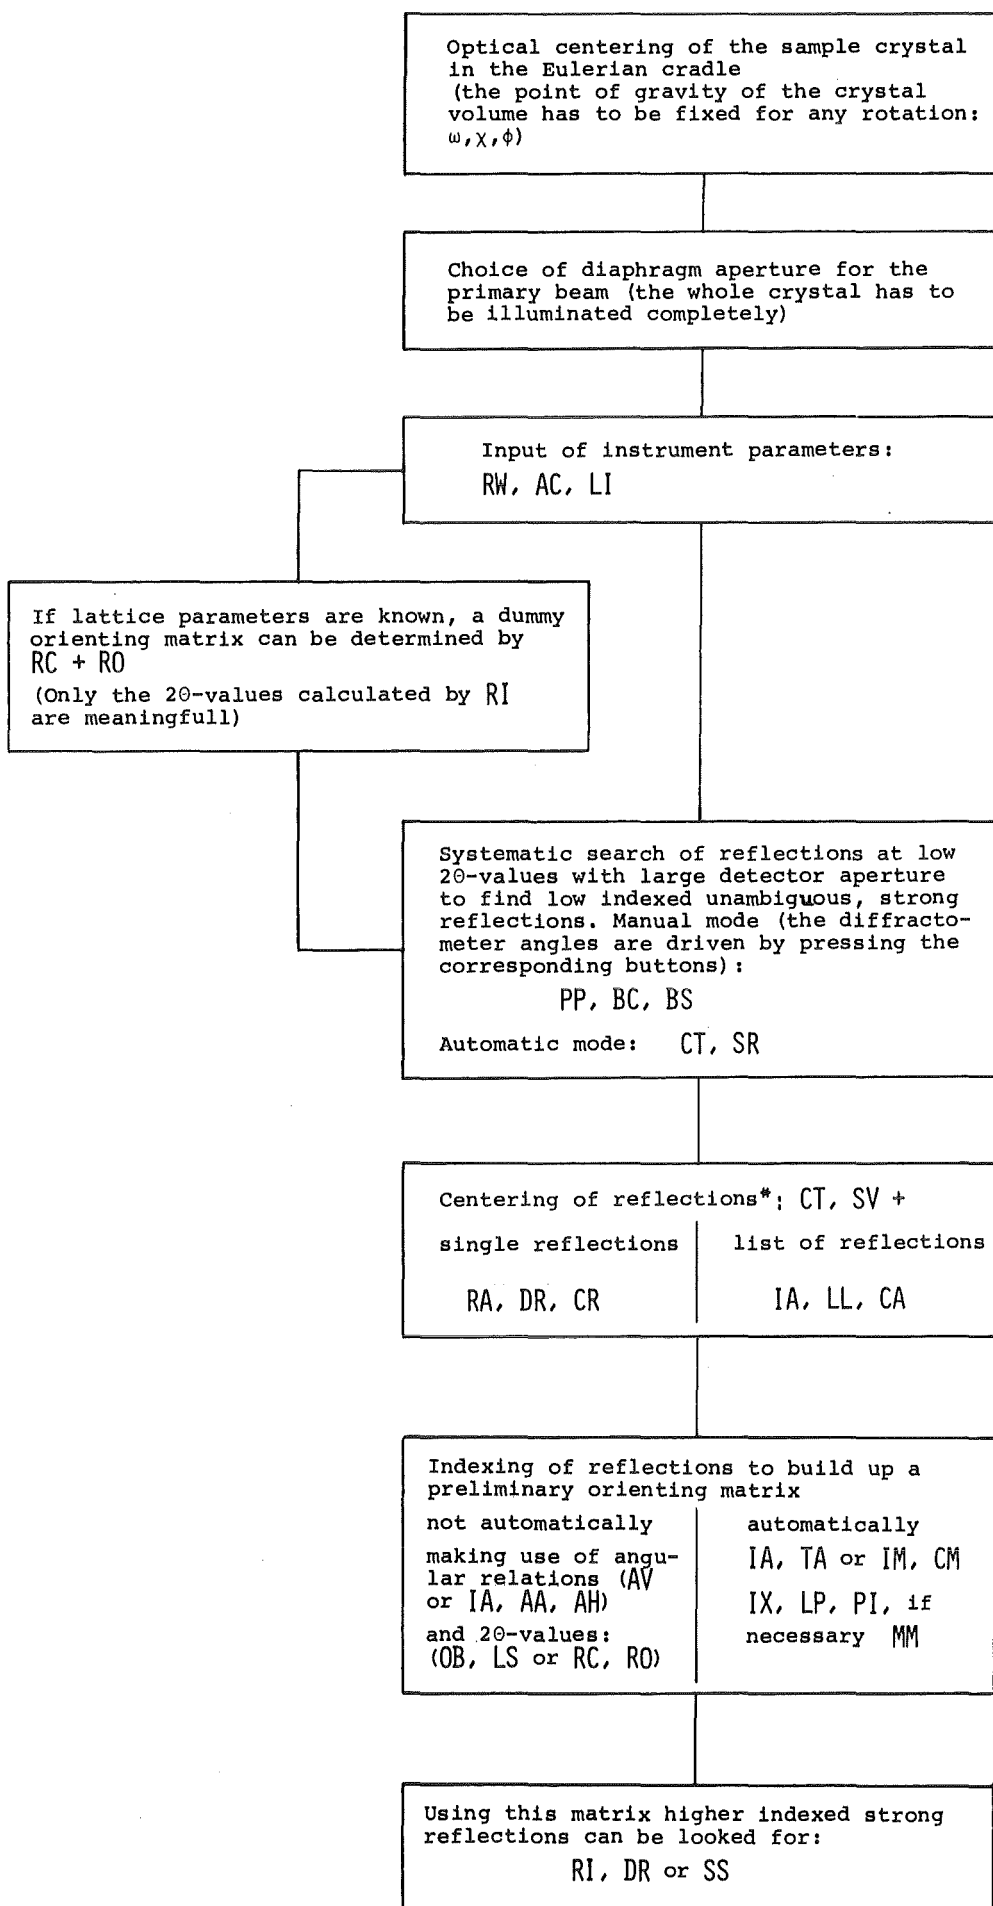 Optical centering of the sample crystal
in the Eulerian cradle
(the point of gravity of the crystal
volume has to be fixed for any rotation:
ω,χ,ϕ)
Choice of diaphragm aperture for the
primary beam (the whole crystal has to
be illuminated completely)
Input of instrument parameters:
RW, AC, LI
If lattice parameters are known, a dummy
orienting matrix can be determined by
RC + RO
(Only the 2θ-values calculated by RI
are meaningfull)
Systematic search of reflections at low
2θ-values with large detector aperture
to find low indexed unambiguous, strong
reflections. Manual mode (the diffracto-
meter angles are driven by pressing the
corresponding buttons):
PP, BC, BS
Automatic mode: CT, SR
Centering of reflections*: CT, SV +
single reflections
RA, DR, CR
list of reflections
IA, LL, CA
Indexing of reflections to build up a
preliminary orienting matrix
not automatically
making use of angu-
lar relations (AV
or IA, AA, AH)
and 2θ-values:
(OB, LS or RC, RO)
automatically
IA, TA or IM, CM
IX, LP, PI, if
necessary MM
Using this matrix higher indexed strong
reflections can be looked for:
RI, DR or SS